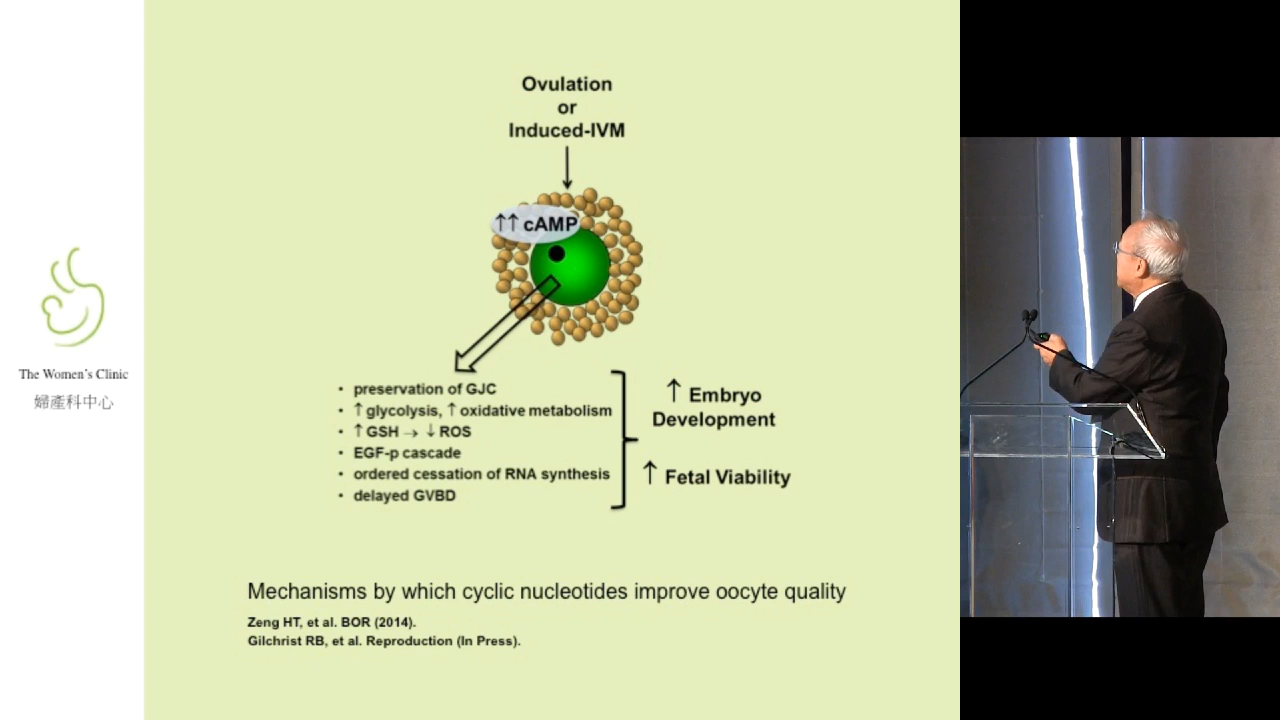 Ovulation
or
Induced-IVM
↑↑ cAMP
• preservation of GJC
• ↑ glycolysis, ↑ oxidative metabolism
• ↑ GSH → ↓ ROS
• EGF-p cascade
• ordered cessation of RNA synthesis
• delayed GVBD
↑ Embryo
Development
↑ Fetal Viability
The Women's Clinic
婦產科中心
Mechanisms by which cyclic nucleotides improve oocyte quality
Zeng HT, et al. BOR (2014).
Gilchrist RB, et al. Reproduction (In Press).